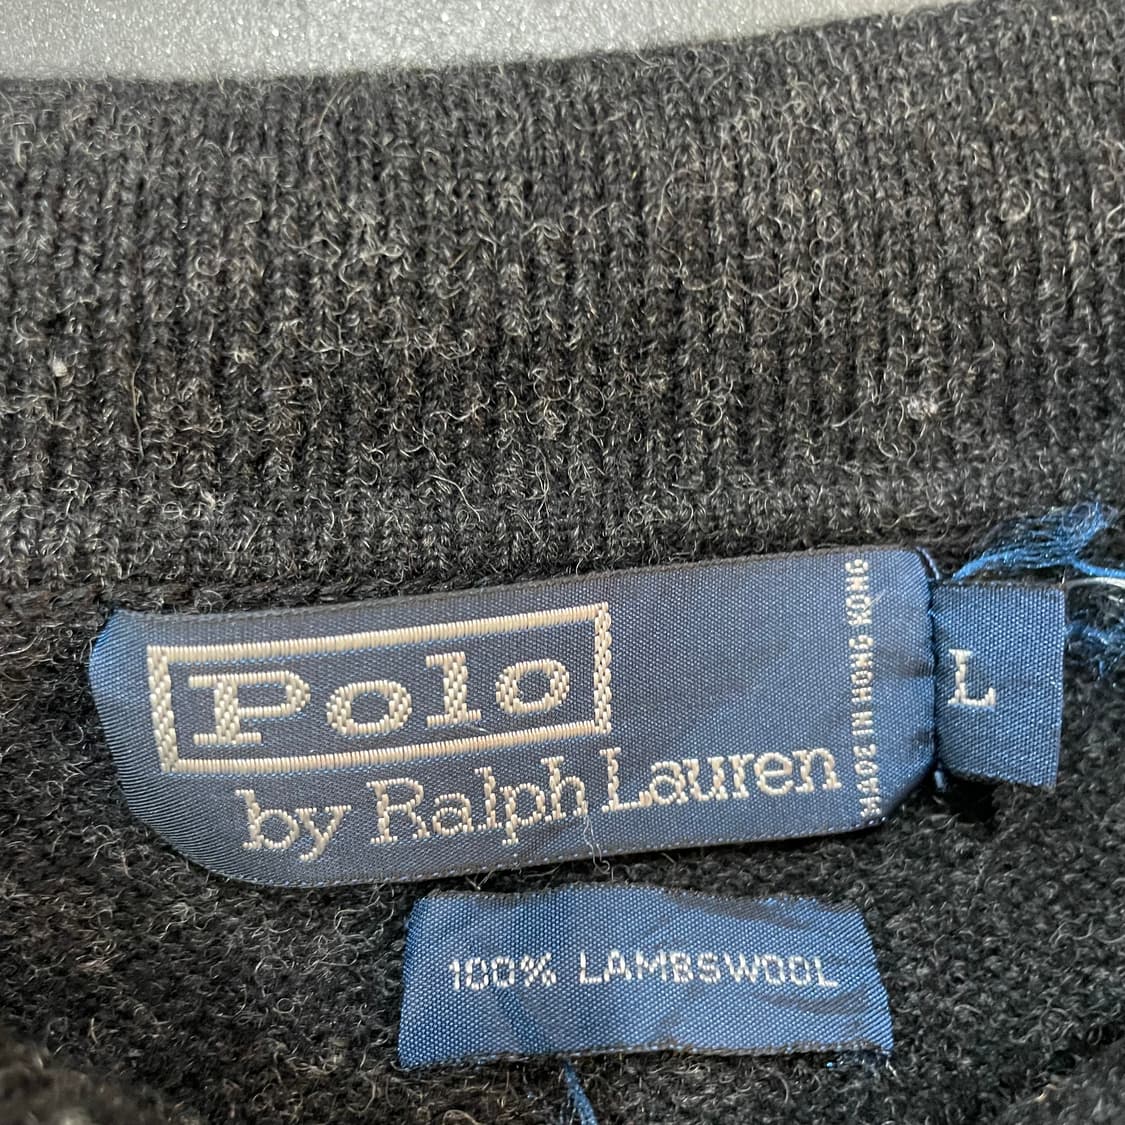 Polo
by Ralph Lauren
MADE IN HONG KONG
L
100% LAMBSWOOL